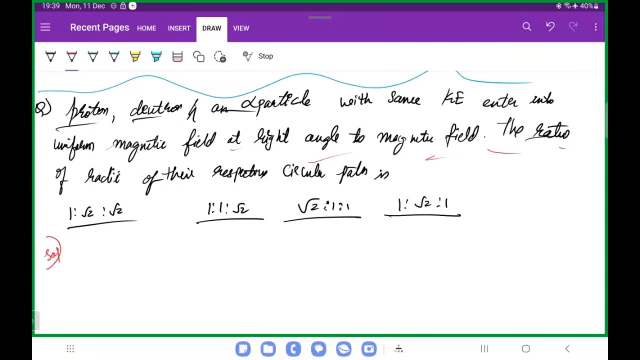 19:39 Mon, 11 Dec 40%
Recent Pages HOME INSERT DRAW VIEW
Stop
Q) proton, deutron & an α particle with same KE enter into
uniform magnetic field at right angle to magnetic field. The ratio
of radii of their respective circular paths is
1:√2:√2 1:1:√2 √2:1:1 1:√2:1
Sol